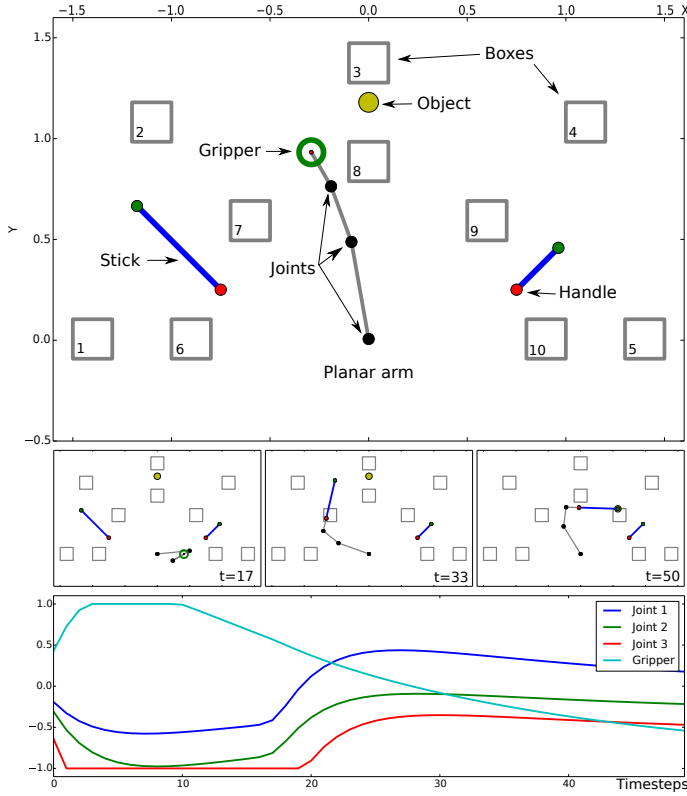 −1.5 −1.0 −0.5 0.0 0.5 1.0 1.5 X
1.5
Boxes
3
Object
1.0
2
4
Gripper
8
Y
7
9
0.5
Stick
Joints
Handle
0.0
1
6
10
5
Planar arm
−0.5
t=17
t=33
t=50
1.0
Joint 1
Joint 2
0.5
Joint 3
Gripper
0.0
−0.5
−1.0
0 10 20 30 40 Timesteps